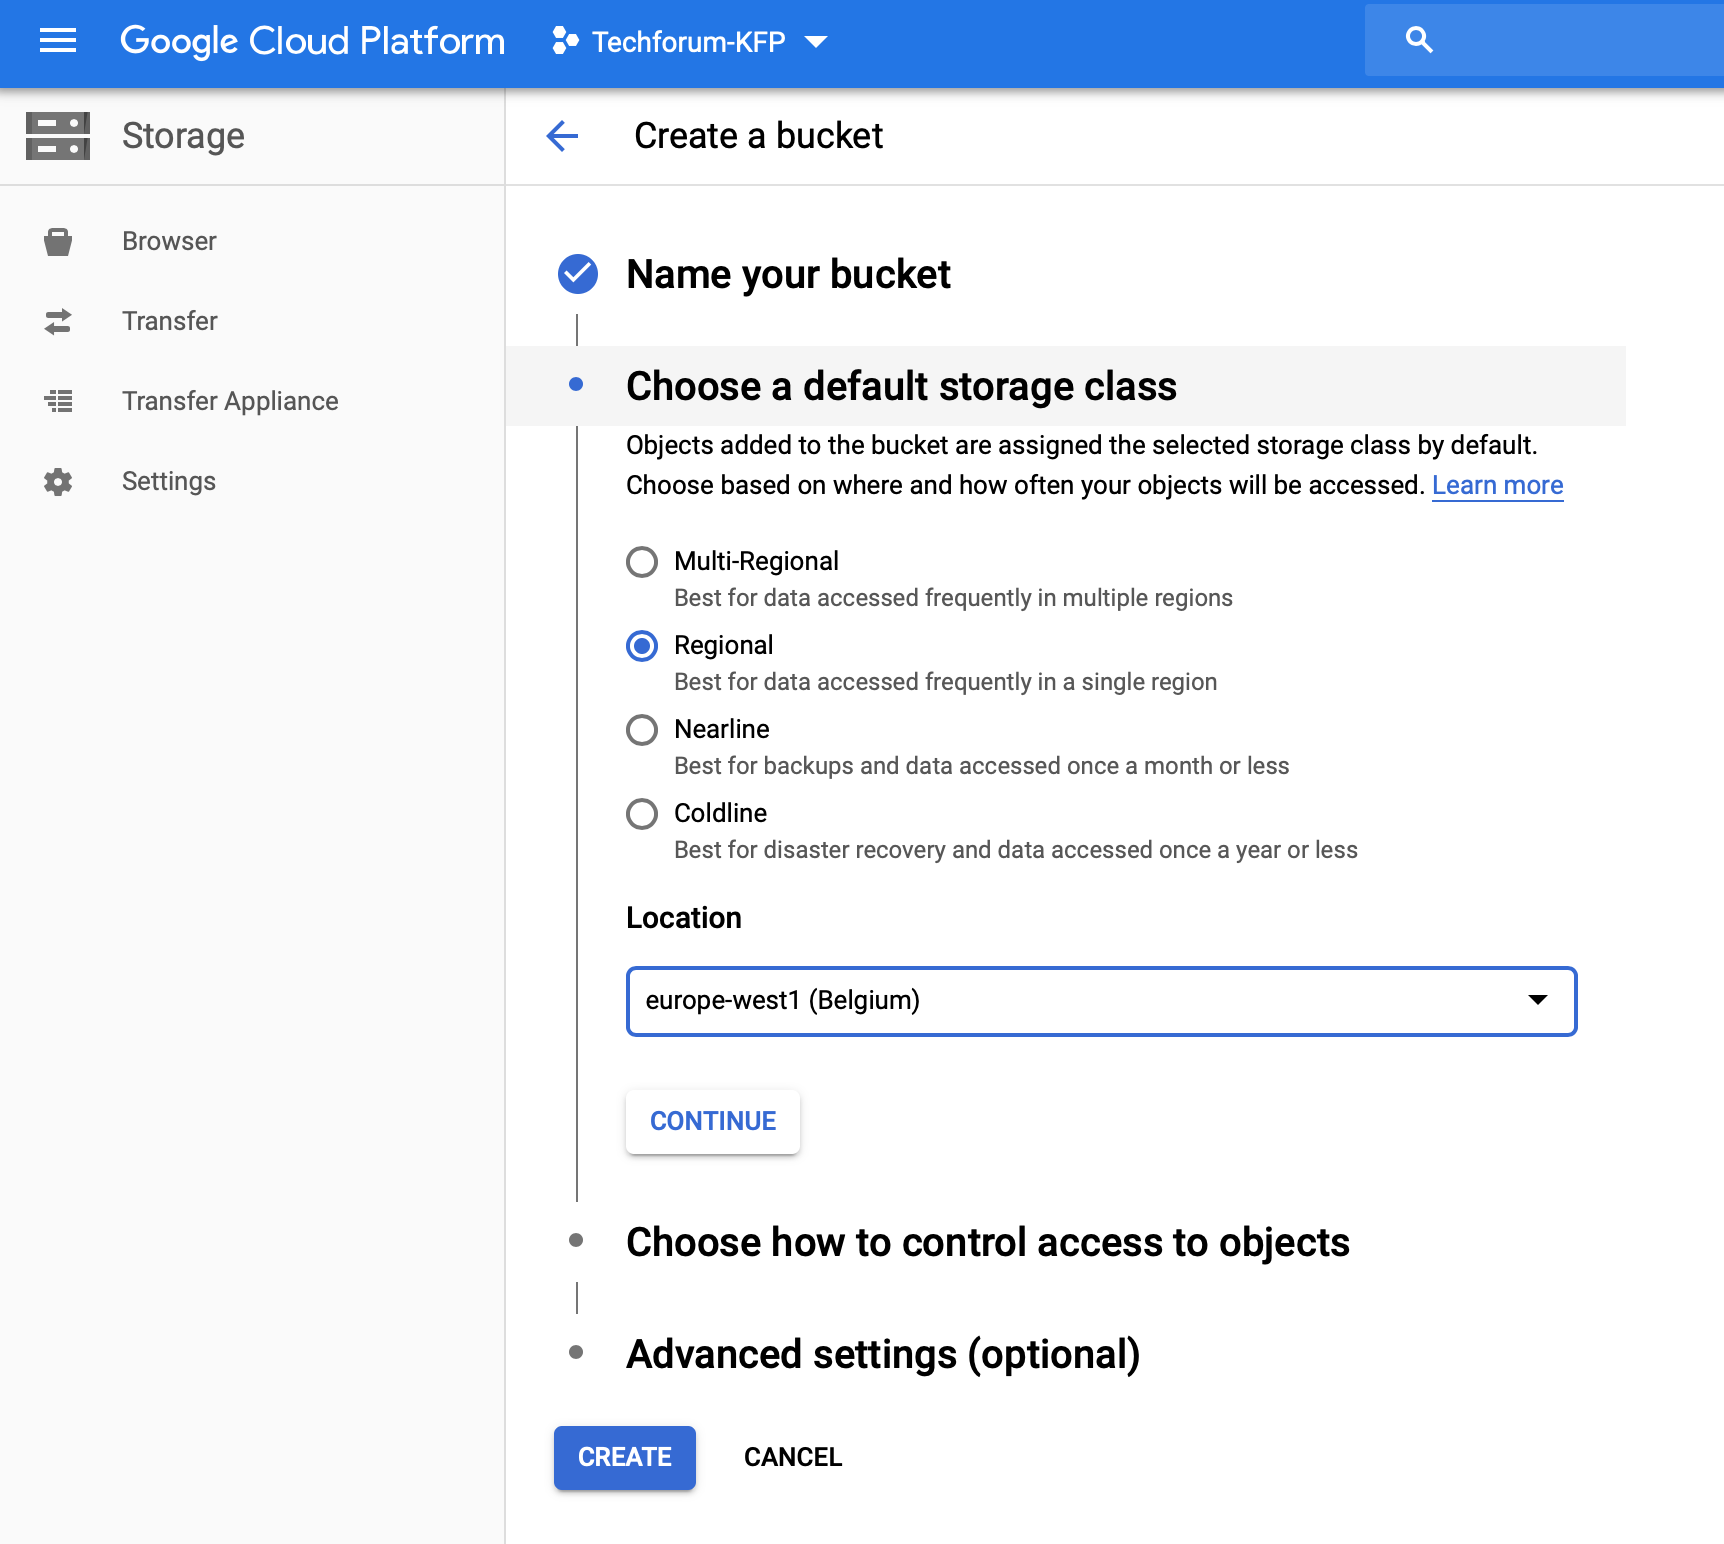 Google Cloud Platform
Techforum-KFP
Storage
Create a bucket
Browser
Transfer
Transfer Appliance
Settings
Name your bucket
Choose a default storage class
Objects added to the bucket are assigned the selected storage class by default.
Choose based on where and how often your objects will be accessed. Learn more
Multi-Regional
Best for data accessed frequently in multiple regions
Regional
Best for data accessed frequently in a single region
Nearline
Best for backups and data accessed once a month or less
Coldline
Best for disaster recovery and data accessed once a year or less
Location
europe-west1 (Belgium)
CONTINUE
Choose how to control access to objects
Advanced settings (optional)
CREATE
CANCEL